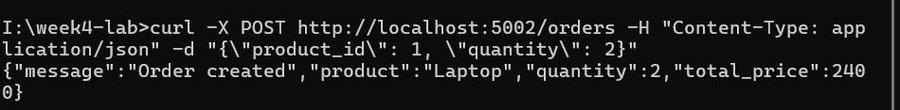 I:\week4-lab>curl -X POST http://localhost:5002/orders -H "Content-Type: app
lication/json" -d "{\"product_id\": 1, \"quantity\": 2}"
{"message":"Order created","product":"Laptop","quantity":2,"total_price":240
0}